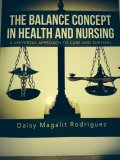 THE BALANCE CONCEPT
IN HEALTH AND NURSING
A UNIVERSAL APPROACH TO CARE AND SURVIVAL
Daisy Magalit Rodriguez